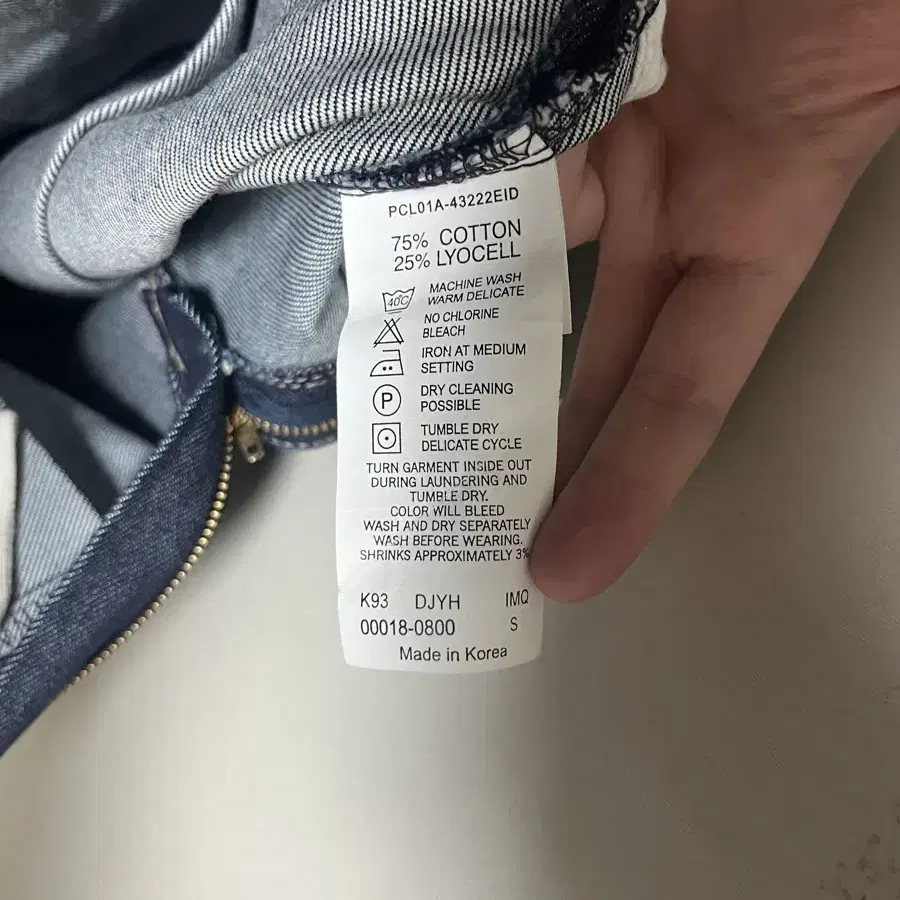 PCL01A-43222EID
75% COTTON
25% LYOCELL
40C MACHINE WASH
WARM DELICATE
NO CHLORINE
BLEACH
IRON AT MEDIUM
SETTING
P DRY CLEANING
POSSIBLE
TUMBLE DRY
DELICATE CYCLE
TURN GARMENT INSIDE OUT
DURING LAUNDERING AND
TUMBLE DRY.
COLOR WILL BLEED
WASH AND DRY SEPARATELY
WASH BEFORE WEARING.
SHRINKS APPROXIMATELY 3%
K93 DJYH IMQ
00018-0800 S
Made in Korea